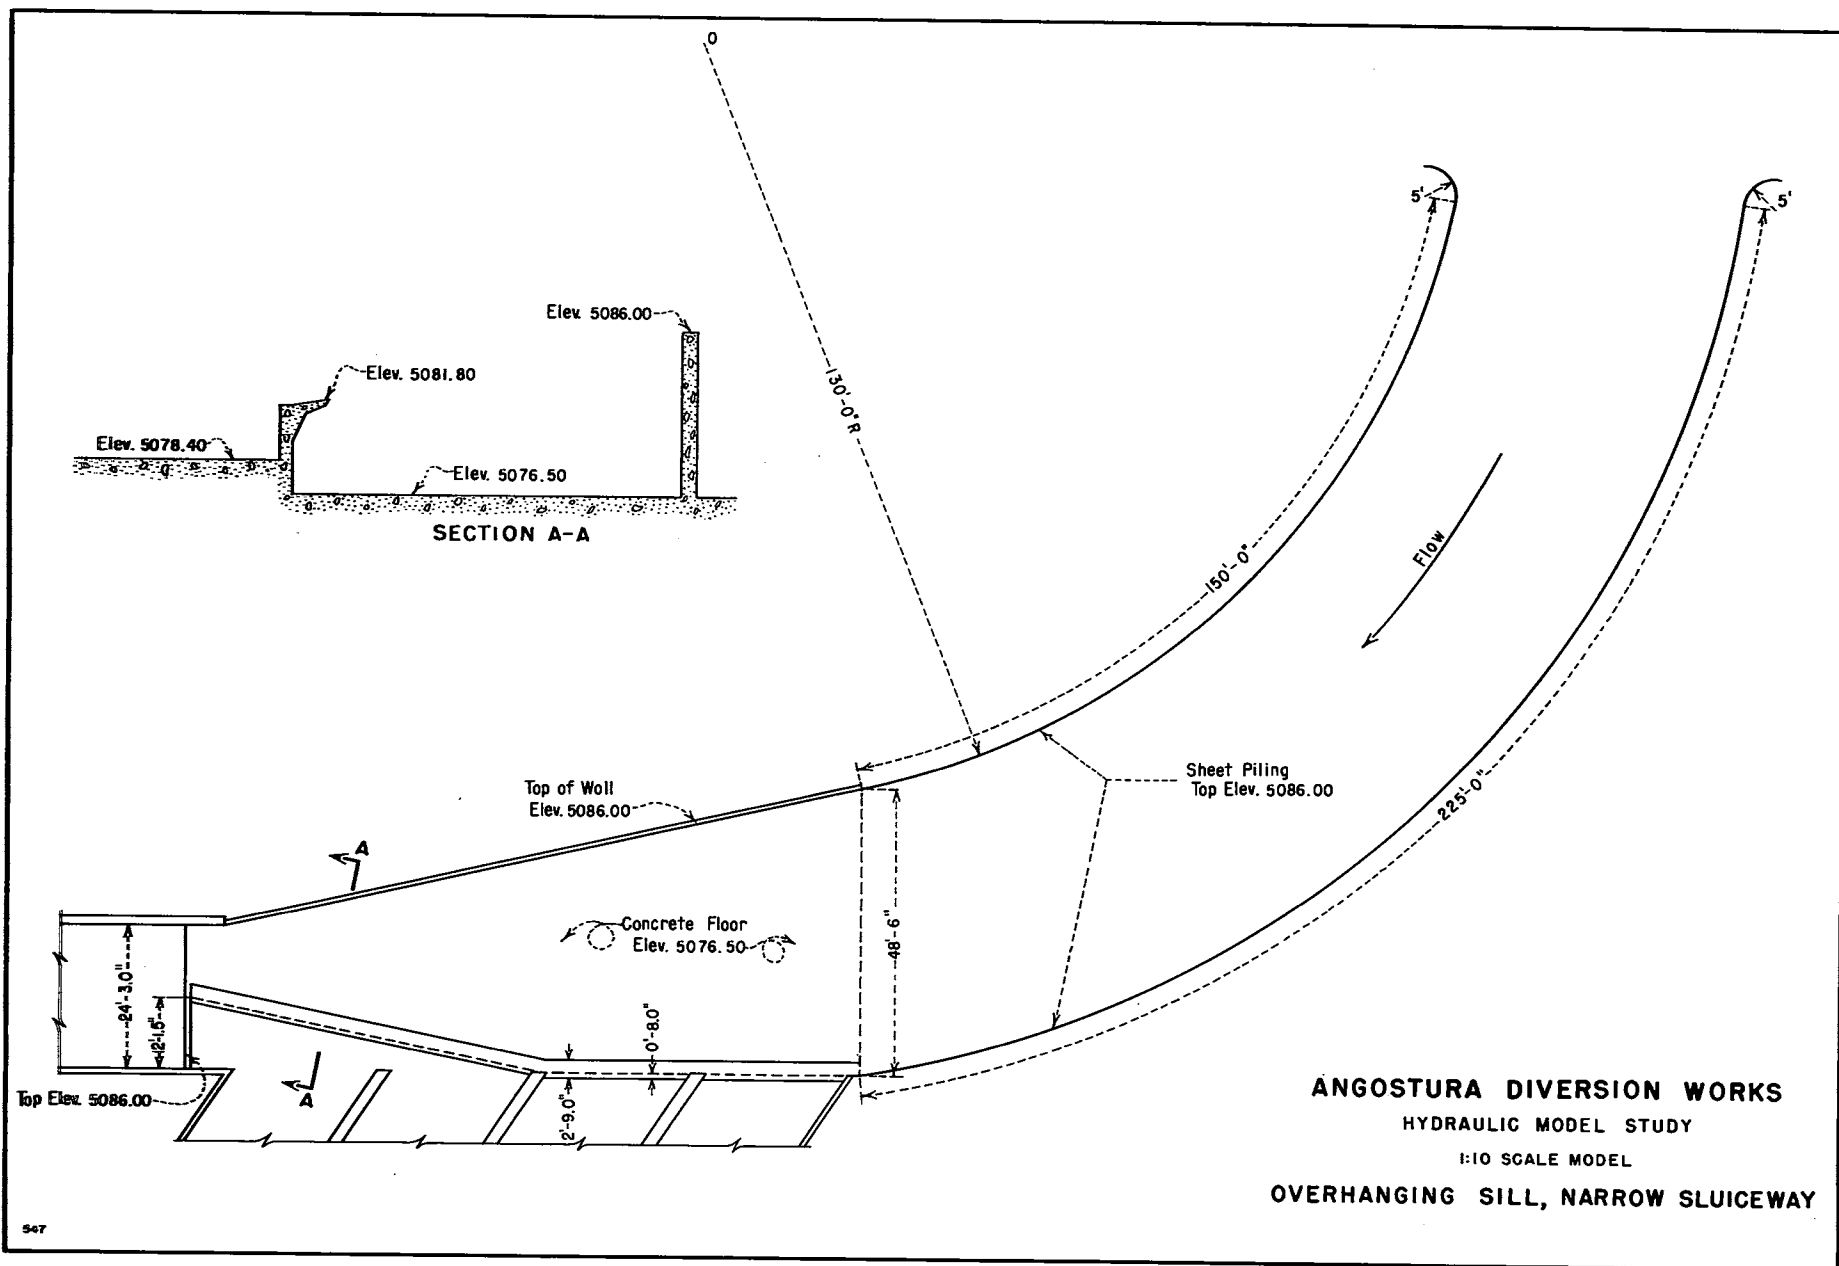 O
5'
5'
Elev. 5086.00
Elev. 5081.80
Elev. 5078.40
Elev. 5076.50
SECTION A-A
130'-0"R
Flow
150'-0"
225'-0"
Sheet Piling
Top Elev. 5086.00
Top of Wall
Elev. 5086.00
A
Concrete Floor
Elev. 5076.50
48'-6"
24'-3.0"
12'-1.5"
0'-8.0"
2'-9.0"
A
Top Elev. 5086.00
ANGOSTURA DIVERSION WORKS
HYDRAULIC MODEL STUDY
1:10 SCALE MODEL
OVERHANGING SILL, NARROW SLUICEWAY
547